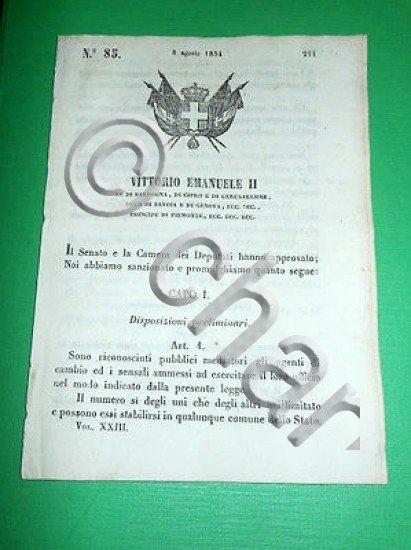 N.° 85.
8 agosto 1854
211
VITTORIO EMANUELE II
RE DI SARDEGNA, DI CIPRO E DI GERUSALEMME,
DUCA DI SAVOIA E DI GENOVA, ECC. ECC.,
PRINCIPE DI PIEMONTE, ECC. ECC. ECC.
Il Senato e la Camera dei Deputati hanno approvato;
Noi abbiamo sanzionato e promulghiamo quanto segue:
CAPO I.
Disposizioni preliminari.
Art. 1.
Sono riconosciuti pubblici mediatori gli agenti di
cambio ed i sensali ammessi ad esercitare il loro ufficio
nel modo indicato dalla presente legge.
Il numero sì degli uni che degli altri è illimitato
e possono essi stabilirsi in qualunque comune dello Stato.
Vol. XXIII.
© char